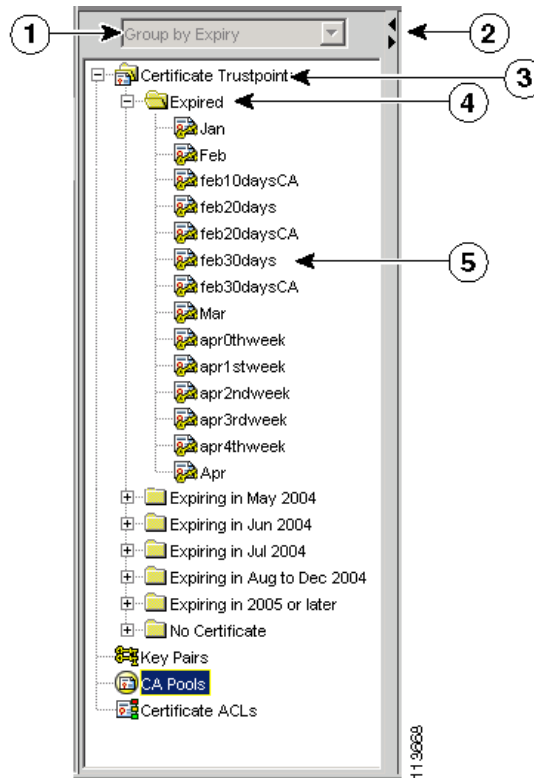 1
Group by Expiry
2
Certificate Trustpoint
3
Expired
4
Jan
Feb
feb10daysCA
feb20days
feb20daysCA
feb30days
5
feb30daysCA
Mar
apr0thweek
apr1stweek
apr2ndweek
apr3rdweek
apr4thweek
Apr
Expiring in May 2004
Expiring in Jun 2004
Expiring in Jul 2004
Expiring in Aug to Dec 2004
Expiring in 2005 or later
No Certificate
Key Pairs
CA Pools
Certificate ACLs
113668